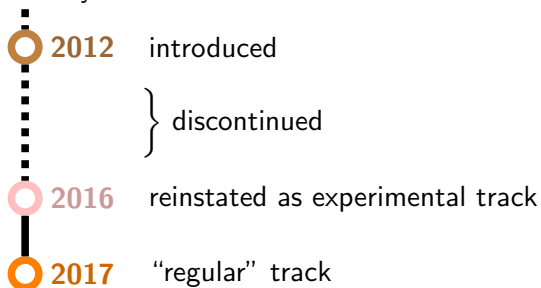 2012 introduced
discontinued
2016 reinstated as experimental track
2017 “regular” track